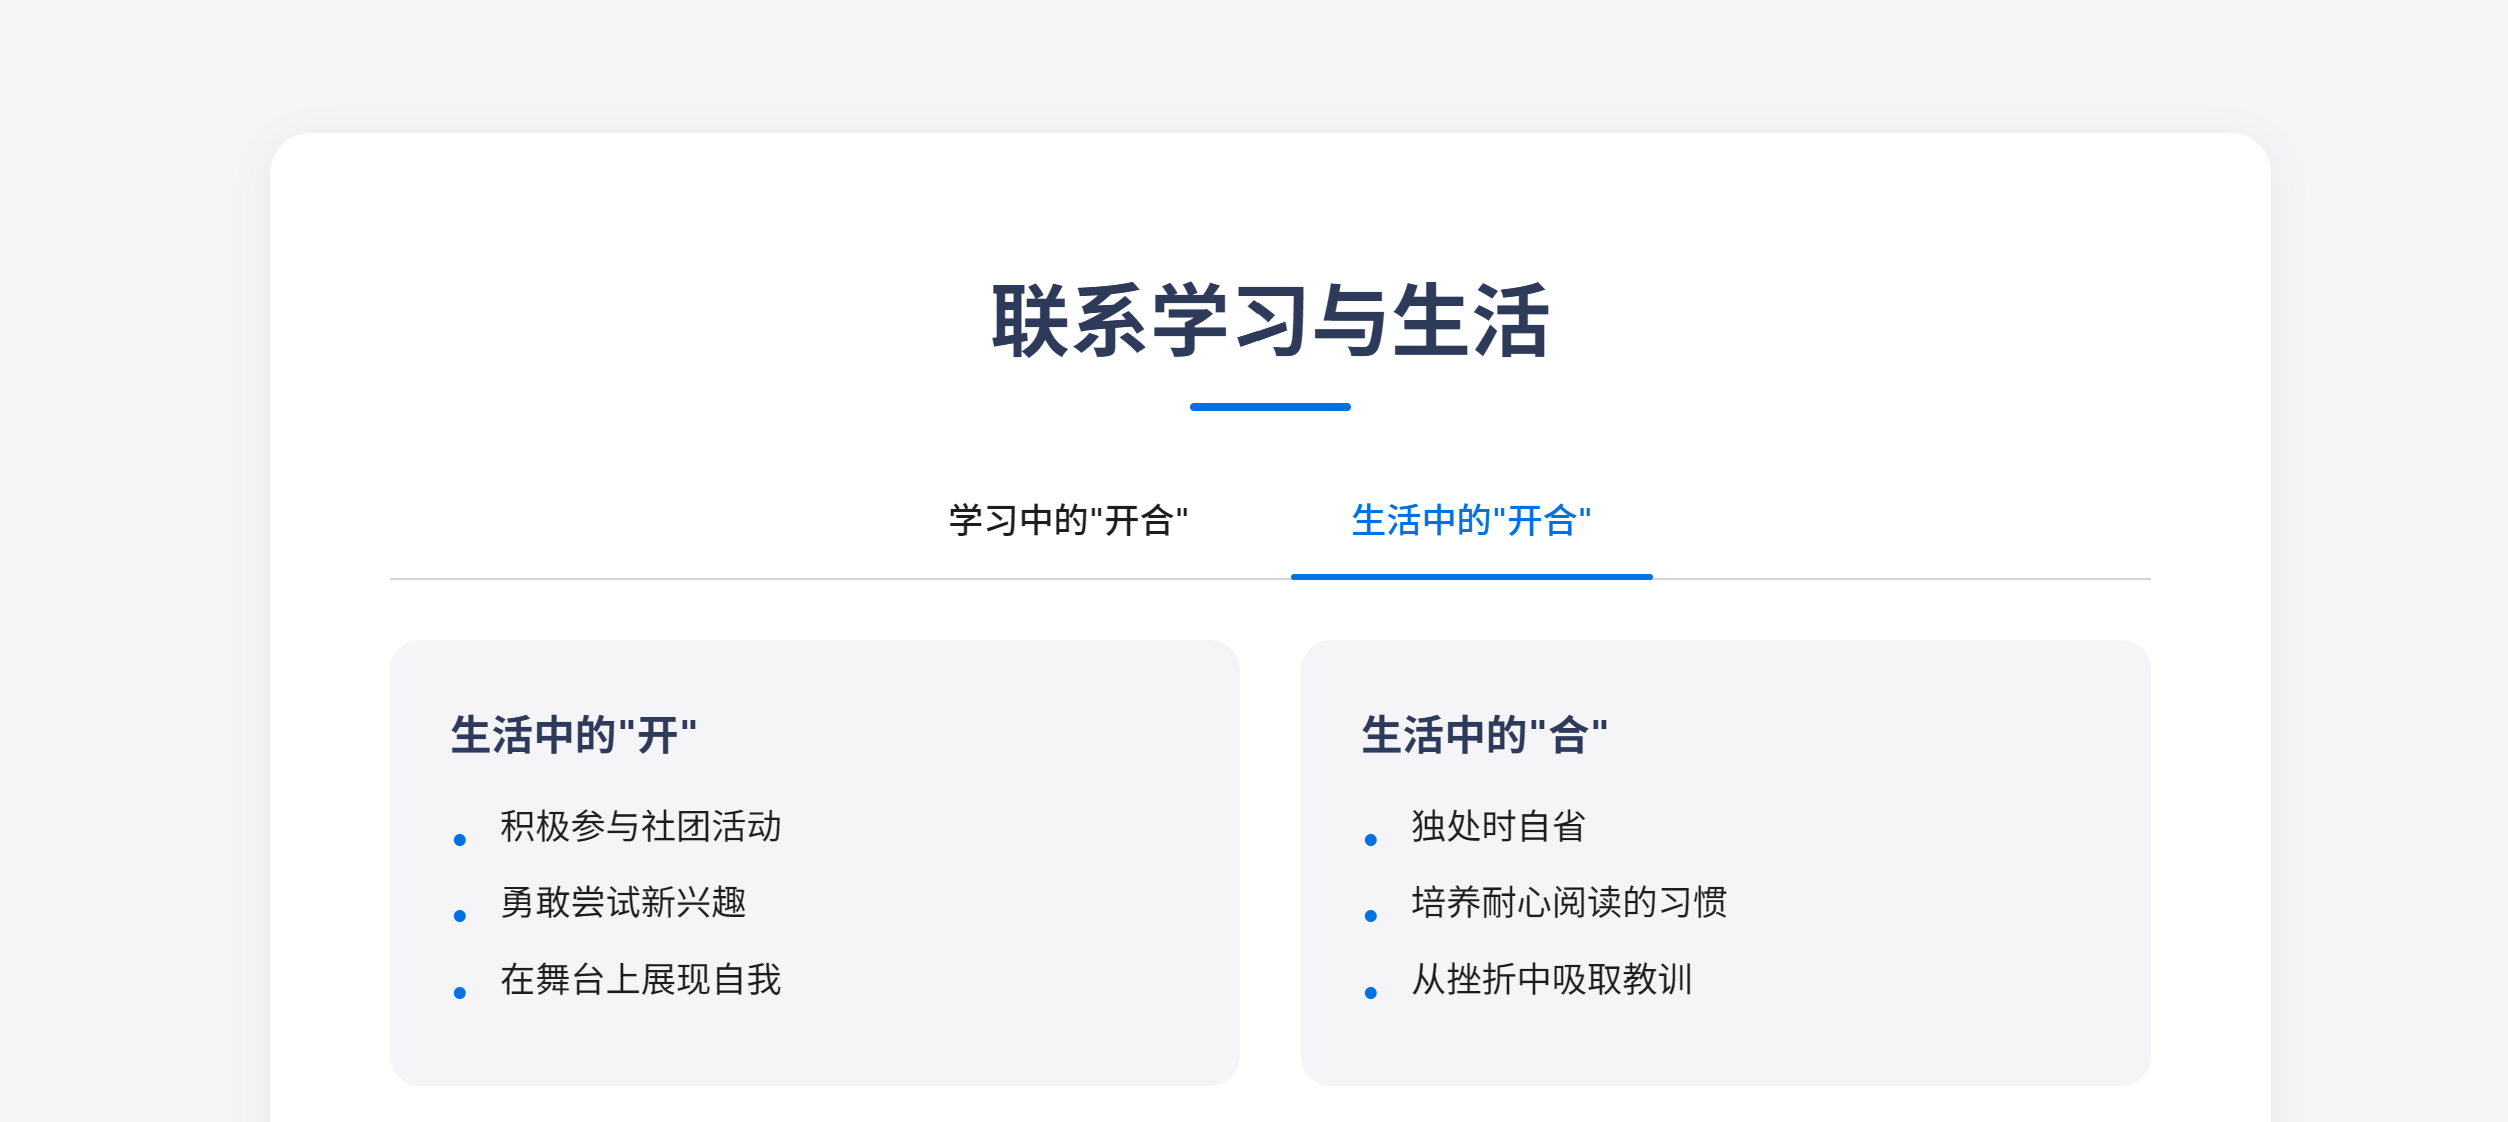 联系学习与生活
学习中的"开合"
生活中的"开合"
生活中的"开"
积极参与社团活动
勇敢尝试新兴趣
在舞台上展现自我
生活中的"合"
独处时自省
培养耐心阅读的习惯
从挫折中吸取教训